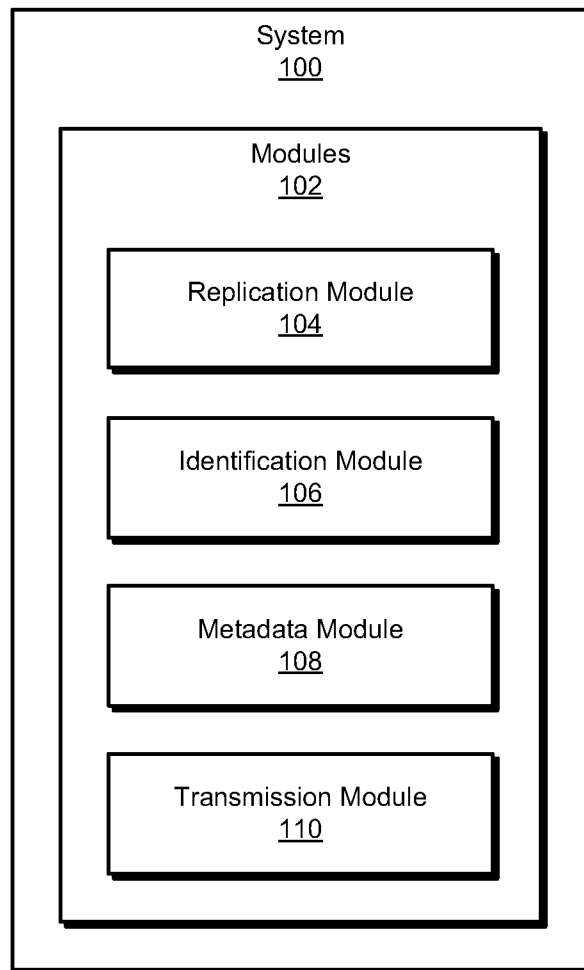 System
100
Modules
102
Replication Module
104
Identification Module
106
Metadata Module
108
Transmission Module
110